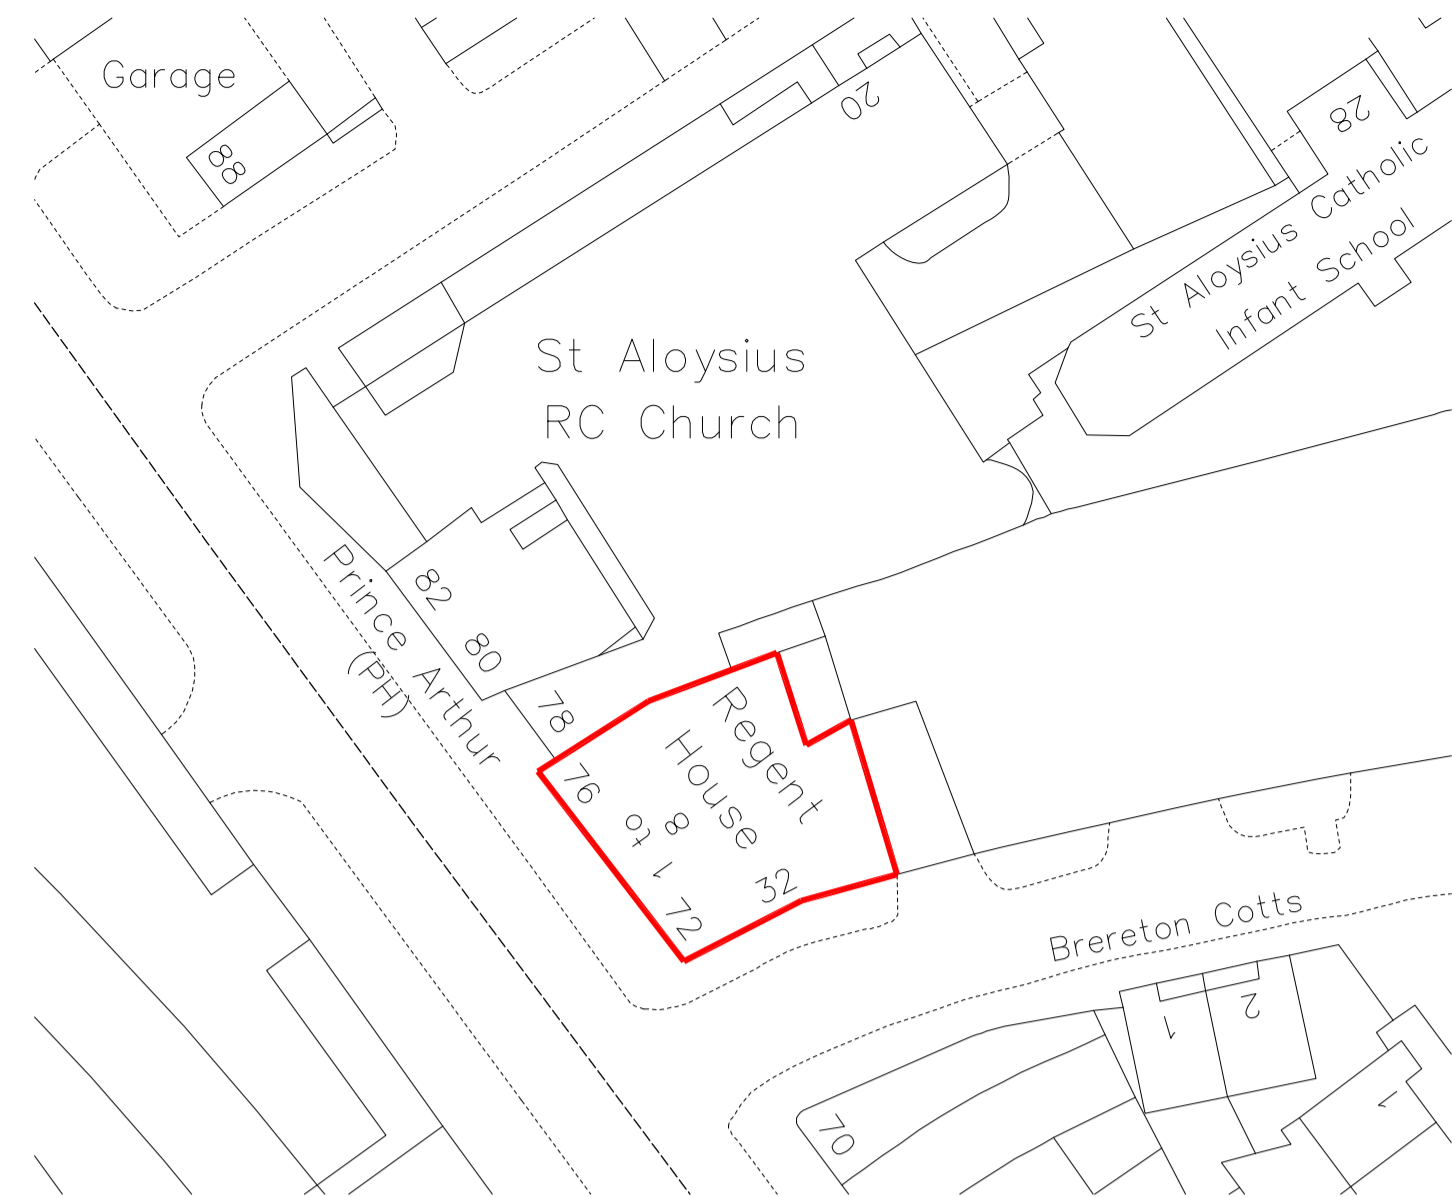 Garage
88
20
28
St Aloysius Catholic
Infant School
St Aloysius
RC Church
82
80
Prince Arthur
(PH)
78
76
Regent
House
1 to 8
72
32
Brereton Cotts
1
2
1
70